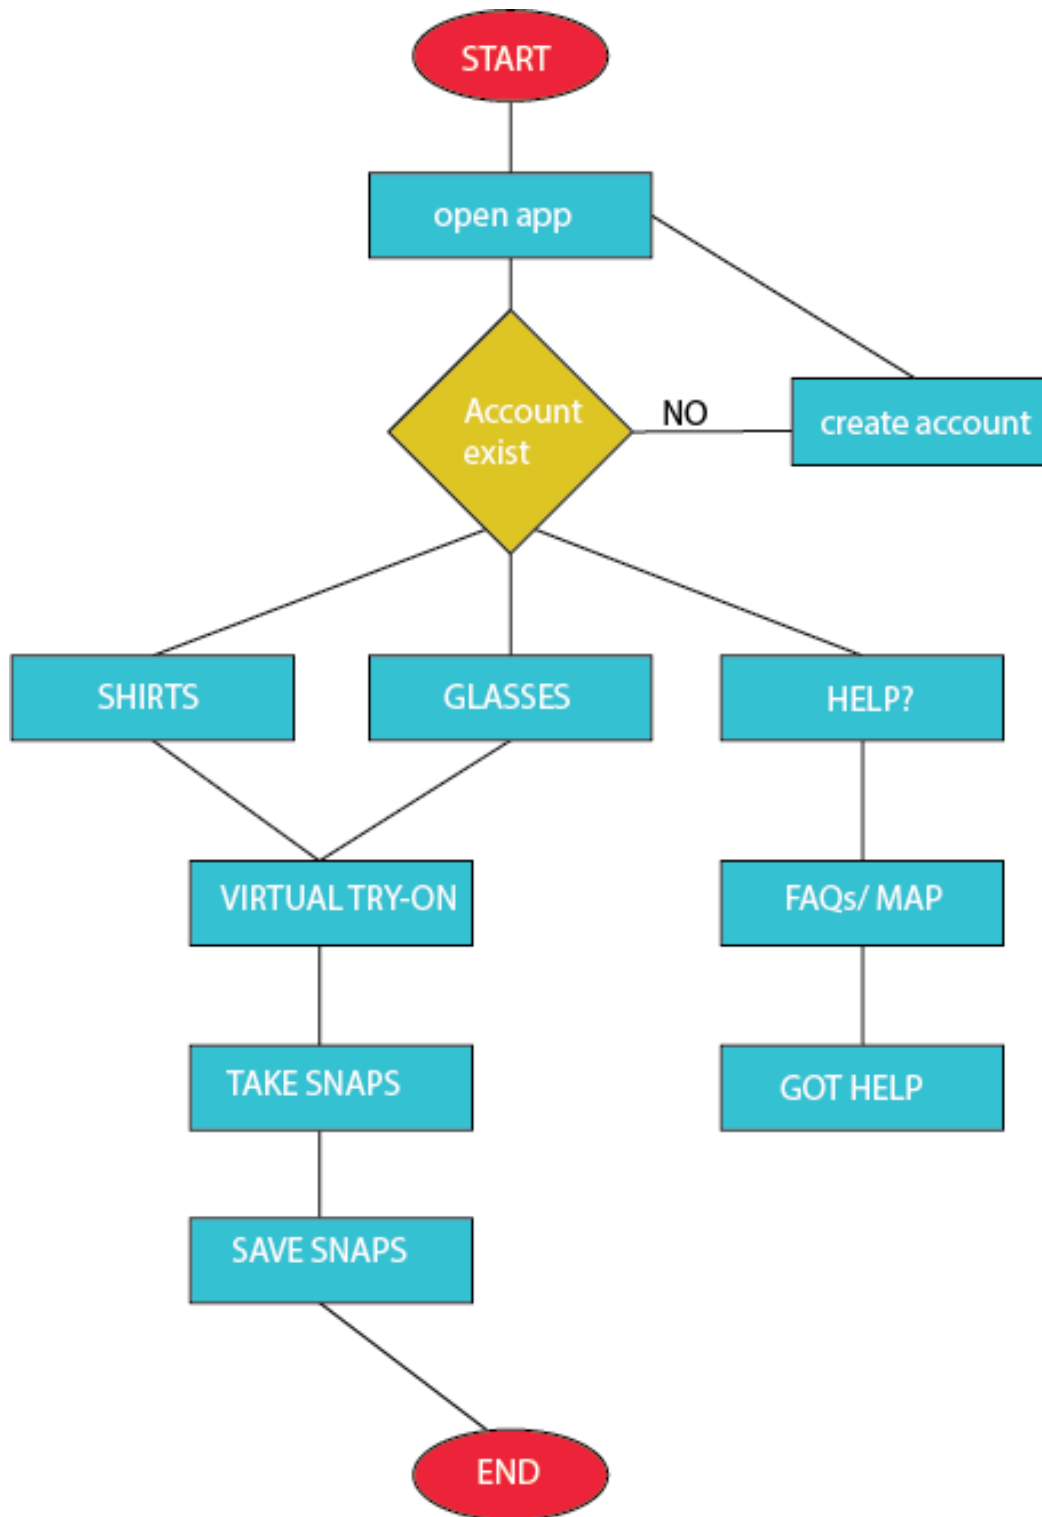 START
open app
Account
exist
NO
create account
SHIRTS
GLASSES
HELP?
VIRTUAL TRY-ON
FAQs/ MAP
TAKE SNAPS
GOT HELP
SAVE SNAPS
END